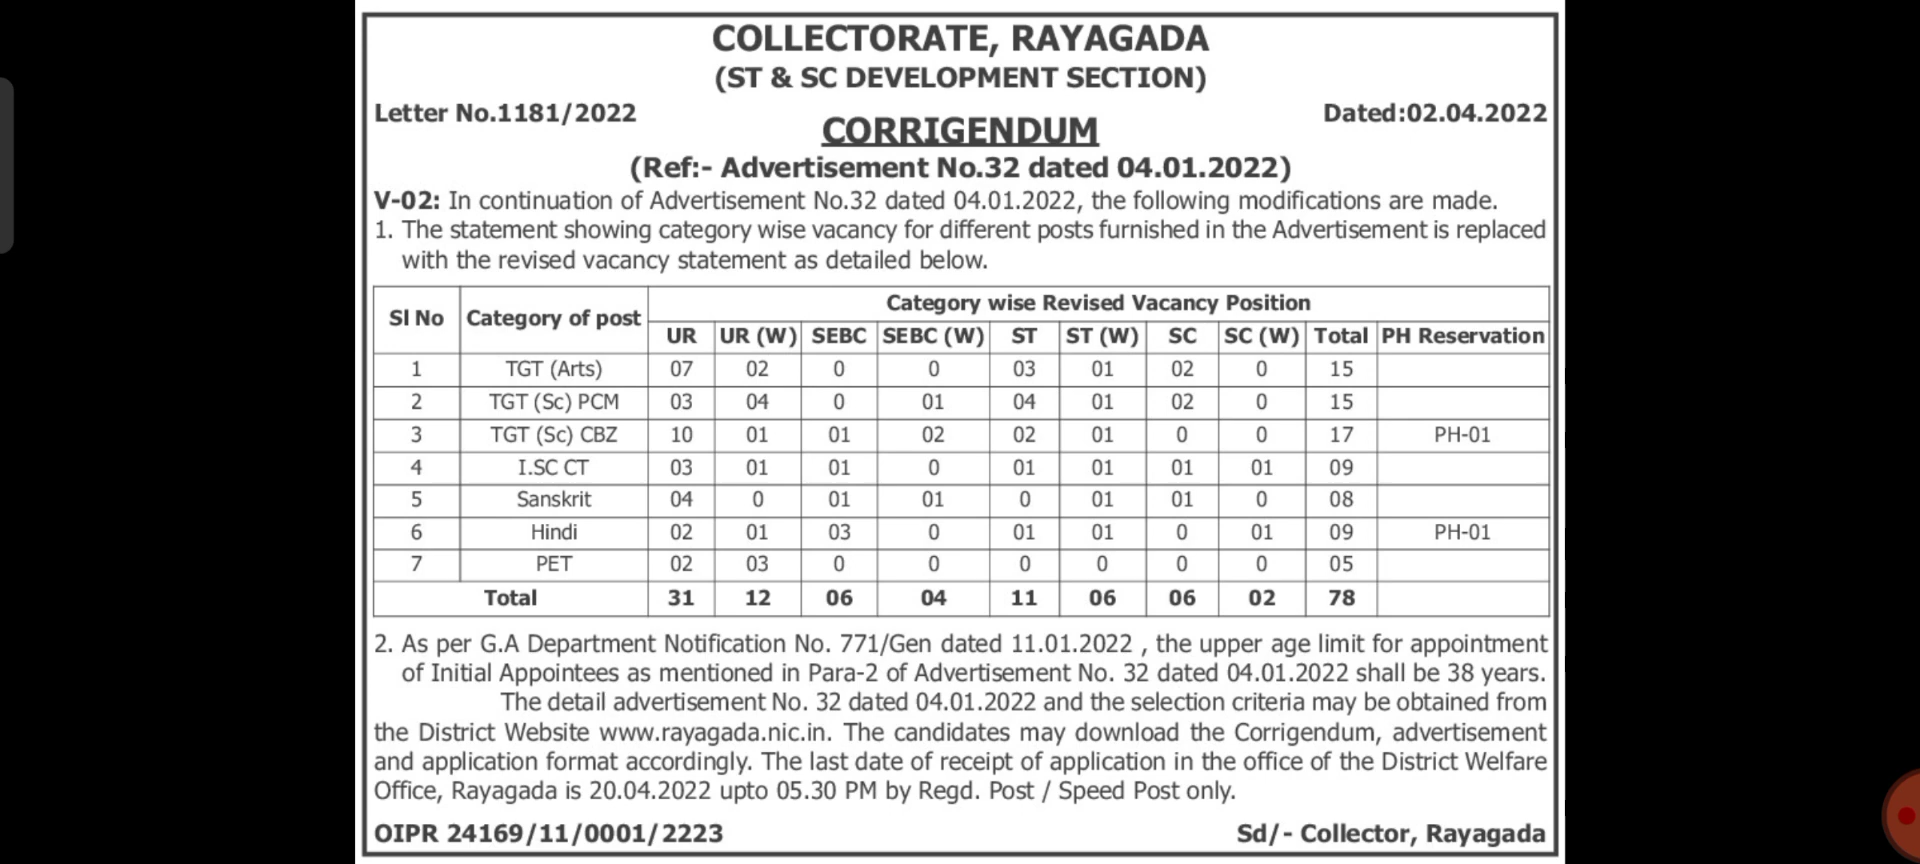 COLLECTORATE, RAYAGADA
(ST & SC DEVELOPMENT SECTION)
Letter No.1181/2022 Dated:02.04.2022
CORRIGENDUM
(Ref:- Advertisement No.32 dated 04.01.2022)
V-02: In continuation of Advertisement No.32 dated 04.01.2022, the following modifications are made.
1. The statement showing category wise vacancy for different posts furnished in the Advertisement is replaced
with the revised vacancy statement as detailed below.
Sl No Category of post Category wise Revised Vacancy Position
UR UR (W) SEBC SEBC (W) ST ST (W) SC SC (W) Total PH Reservation
1 TGT (Arts) 07 02 0 0 03 01 02 0 15
2 TGT (Sc) PCM 03 04 0 01 04 01 02 0 15
3 TGT (Sc) CBZ 10 01 01 02 02 01 0 0 17 PH-01
4 I.SC CT 03 01 01 0 01 01 01 01 09
5 Sanskrit 04 0 01 01 0 01 01 0 08
6 Hindi 02 01 03 0 01 01 0 01 09 PH-01
7 PET 02 03 0 0 0 0 0 0 05
Total 31 12 06 04 11 06 06 02 78
2. As per G.A Department Notification No. 771/Gen dated 11.01.2022 , the upper age limit for appointment
of Initial Appointees as mentioned in Para-2 of Advertisement No. 32 dated 04.01.2022 shall be 38 years.
The detail advertisement No. 32 dated 04.01.2022 and the selection criteria may be obtained from
the District Website www.rayagada.nic.in. The candidates may download the Corrigendum, advertisement
and application format accordingly. The last date of receipt of application in the office of the District Welfare
Office, Rayagada is 20.04.2022 upto 05.30 PM by Regd. Post / Speed Post only.
OIPR 24169/11/0001/2223 Sd/- Collector, Rayagada